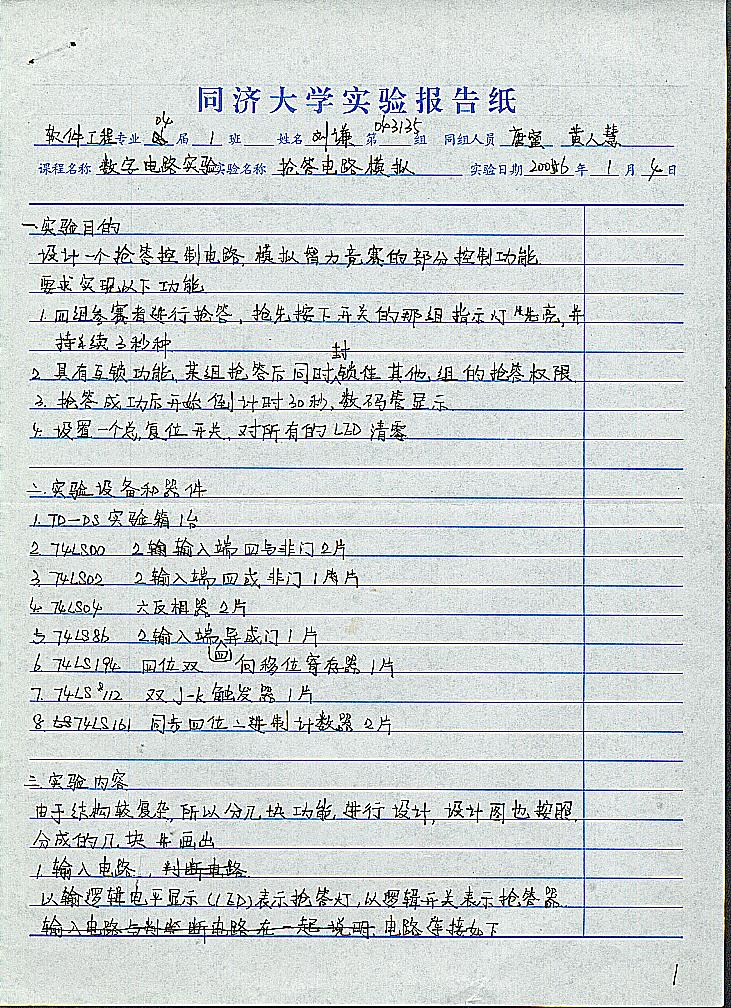 同济大学实验报告纸
软件工程专业 04 届 1 班 姓名 刘谦 第 043135 组 同组人员 唐蜜 黄人慧
课程名称 数字电路实验 实验名称 抢答电路模拟 实验日期 2006 年 1 月 4 日
一.实验目的
设计一个抢答控制电路,模拟智力竞赛的部分控制功能
要求实现以下功能
1.四组参赛者进行抢答,抢先按下开关的那组指示灯先亮,并
持续3秒种
2.具有互锁功能,某组抢答后同时封锁住其他组的抢答权限.
3.抢答成功后开始倒计时30秒,数码管显示.
4.设置一个总复位开关,对所有的LED清零
二.实验设备和器件
1.TD-DS实验箱1台
2.74LS00 2输入端四与非门2片
3.74LS02 2输入端四或非门1片
4.74LS04 六反相器2片
5.74LS86 2输入端四异或门1片
6.74LS194 四位双向移位寄存器1片
7.74LS112 双J-K触发器1片
8.74LS161 同步四位二进制计数器2片
三.实验内容
由于结构较复杂,所以分几块功能进行设计,设计图也按照
分成的几块来画出
1.输入电路,判断电路
以输逻辑电平显示(LED)表示抢答灯,以逻辑开关表示抢答器.
输入电路与判断电路在一起说明.电路连接如下
1